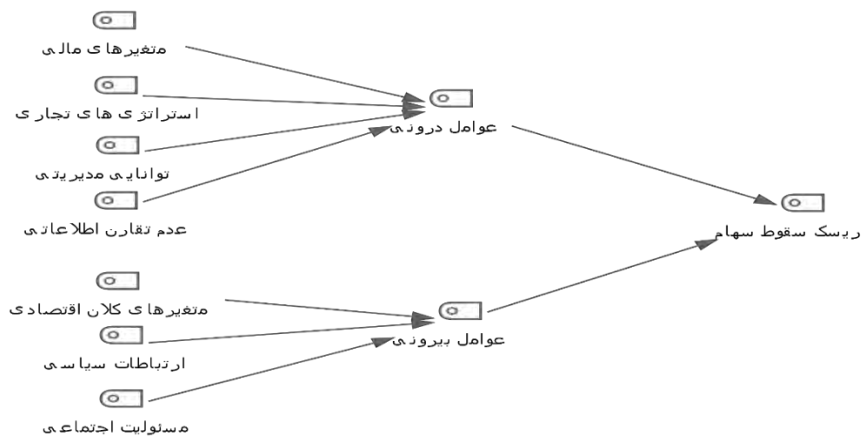 متغیرهای مالی
استراتژی های تجاری
توانایی مدیریتی
عدم تقارن اطلاعاتی
عوامل درونی
ریسک سقوط سهام
متغیرهای کلان اقتصادی
ارتباطات سیاسی
مسئولیت اجتماعی
عوامل بیرونی